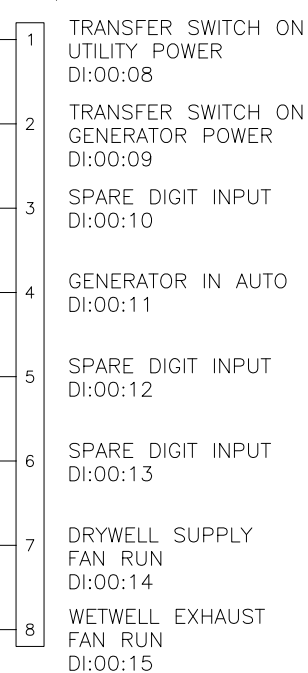 1
TRANSFER SWITCH ON
UTILITY POWER
DI:00:08
2
TRANSFER SWITCH ON
GENERATOR POWER
DI:00:09
3
SPARE DIGIT INPUT
DI:00:10
4
GENERATOR IN AUTO
DI:00:11
5
SPARE DIGIT INPUT
DI:00:12
6
SPARE DIGIT INPUT
DI:00:13
7
DRYWELL SUPPLY
FAN RUN
DI:00:14
8
WETWELL EXHAUST
FAN RUN
DI:00:15